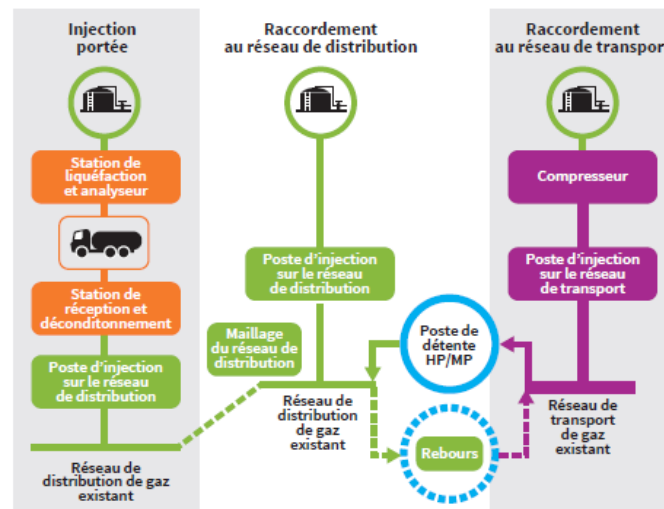 Injection
portée
Raccordement
au réseau de distribution
Raccordement
au réseau de transpor
Station de
liquéfaction
et analyseur
Compresseur
Poste d'injection
sur le réseau
de distribution
Poste d'injection
sur le réseau
de transport
Station de
réception et
déconditonnement
Maillage
du réseau de
distribution
Poste de
détente
HP/MP
Poste d'injection
sur le réseau
de distribution
Réseau de
distribution
de gaz
existant
Rebours
Réseau de
transport
de gaz
existant
Réseau de
distribution de gaz
existant